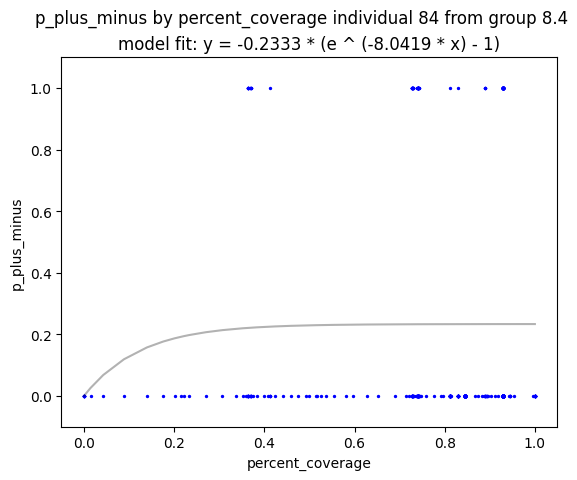 p_plus_minus by percent_coverage individual 84 from group 8.4
model fit: y = -0.2333 * (e ^ (-8.0419 * x) - 1)
1.0
0.8
0.6
0.4
0.2
0.0
p_plus_minus
0.0 0.2 0.4 0.6 0.8 1.0
percent_coverage